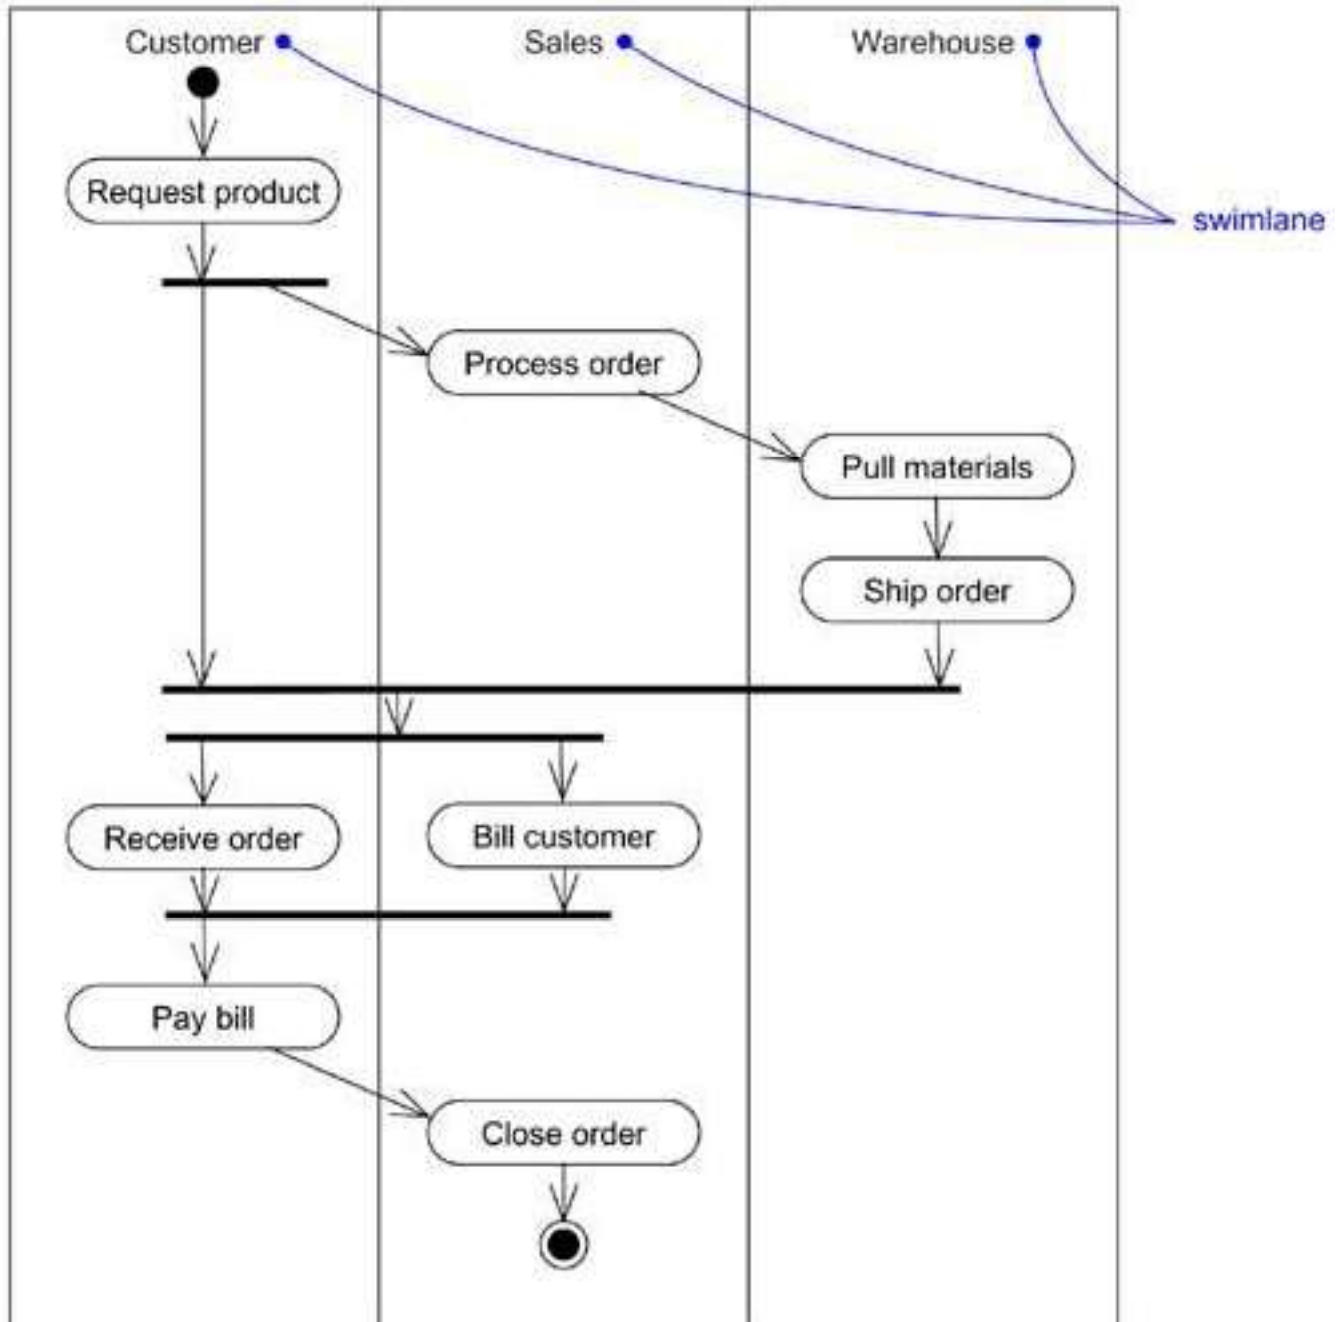 Customer
Sales
Warehouse
Request product
swimlane
Process order
Pull materials
Ship order
Receive order
Bill customer
Pay bill
Close order